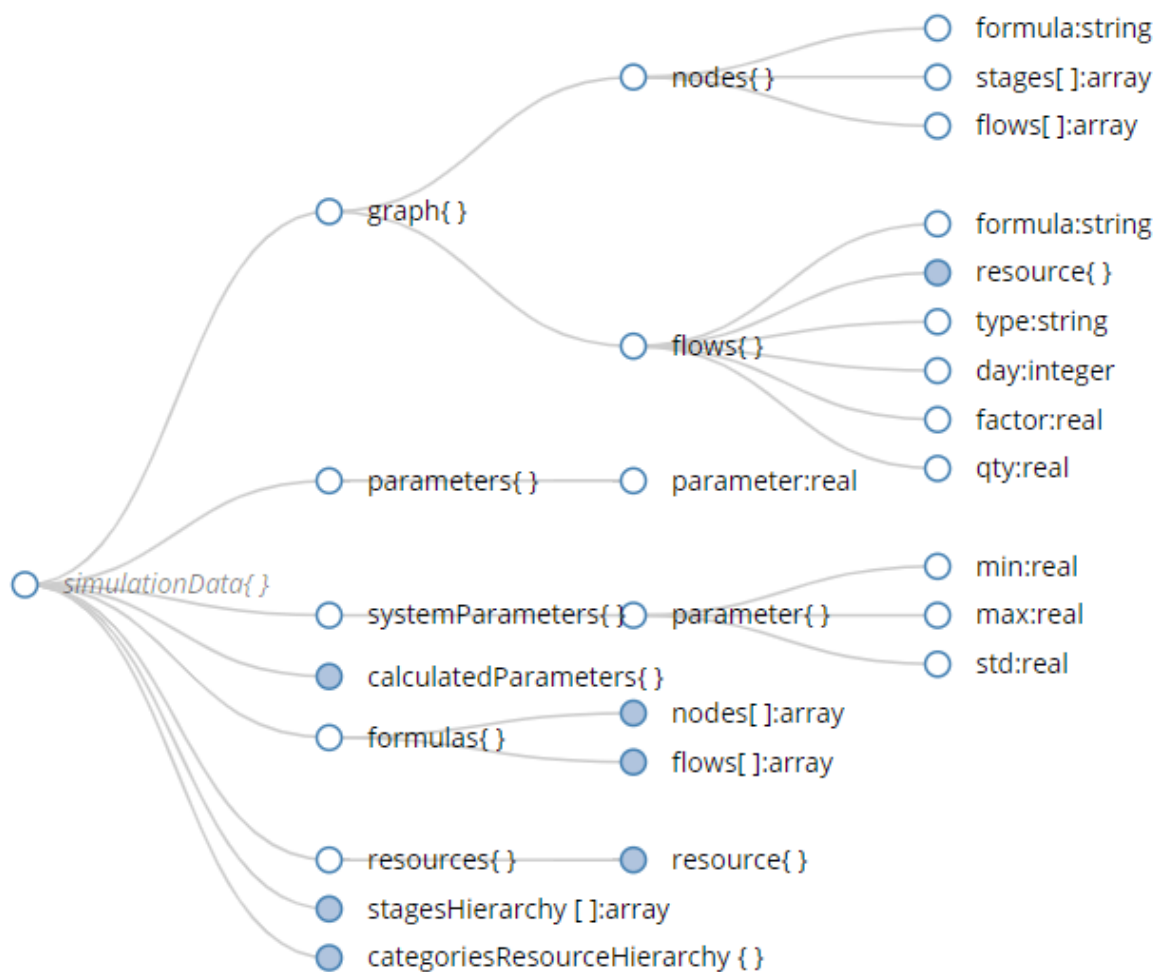 formula:string
nodes{ }
stages[ ]:array
flows[ ]:array
graph{ }
formula:string
resource{ }
type:string
flows{ }
day:integer
factor:real
qty:real
parameters{ }
parameter:real
simulationData{ }
min:real
systemParameters{ }
parameter{ }
max:real
std:real
calculatedParameters{ }
nodes[ ]:array
formulas{ }
flows[ ]:array
resources{ }
resource{ }
stagesHierarchy [ ]:array
categoriesResourceHierarchy { }